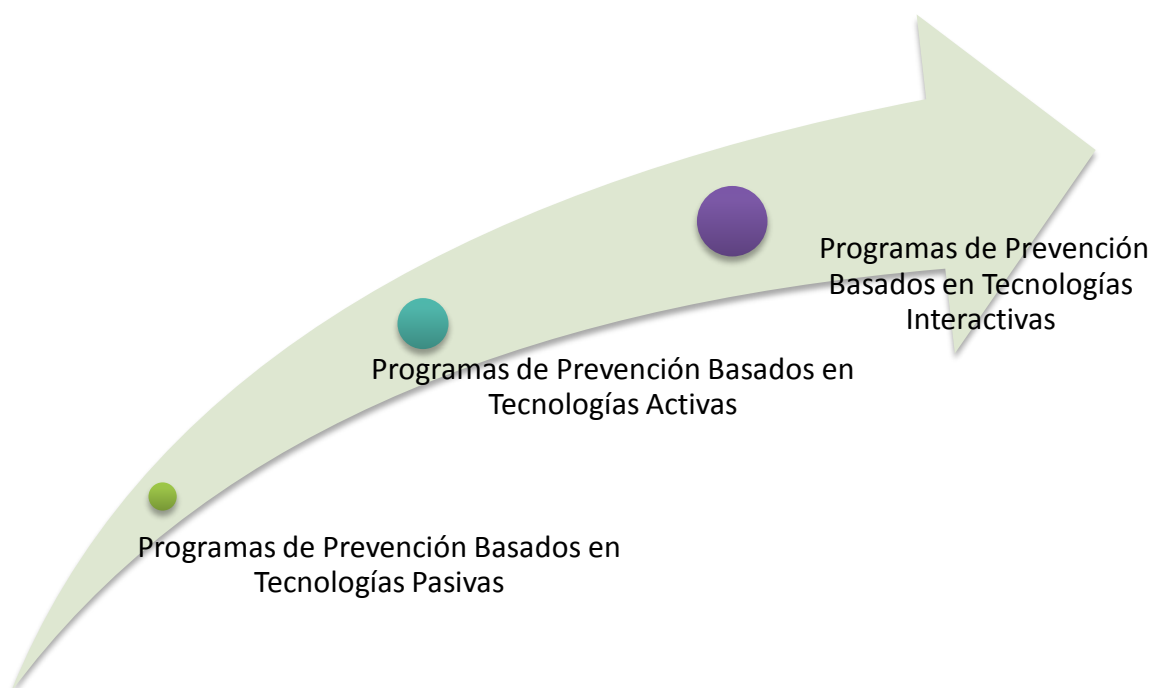 Programas de Prevención
Basados en Tecnologías
Interactivas
Programas de Prevención Basados en
Tecnologías Activas
Programas de Prevención Basados en
Tecnologías Pasivas